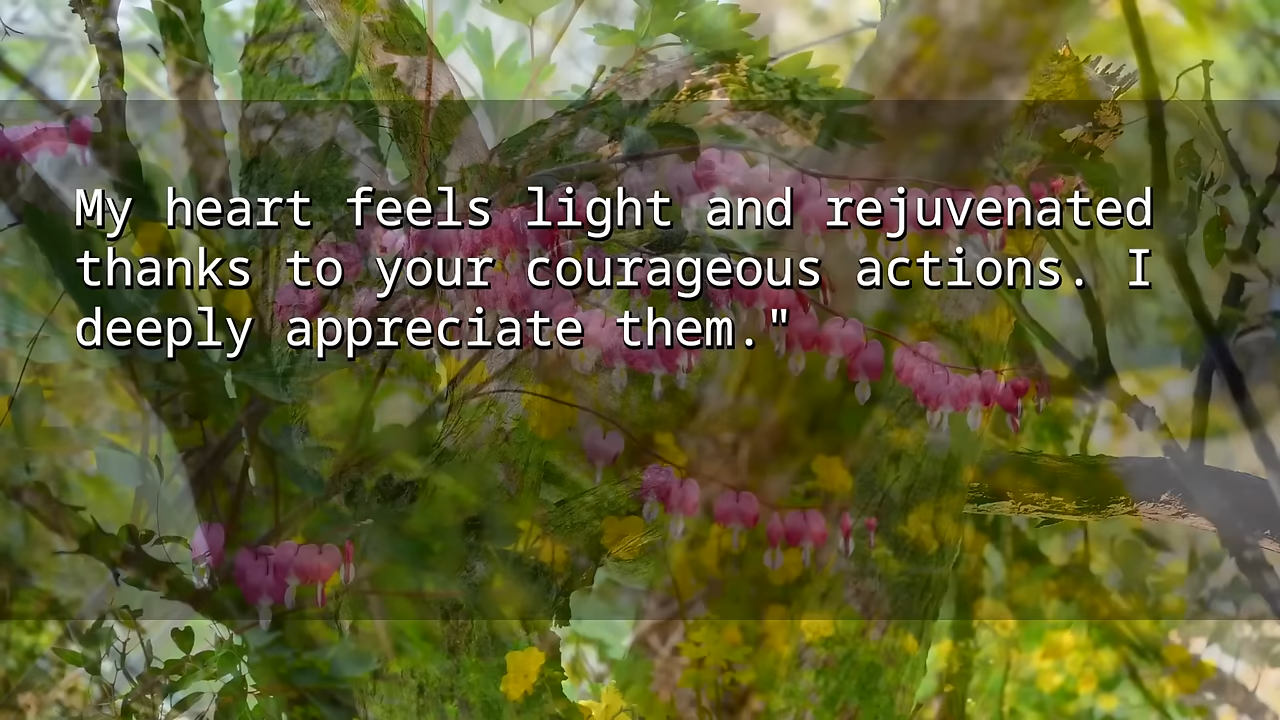 My heart feels light and rejuvenated
thanks to your courageous actions. I
deeply appreciate them."